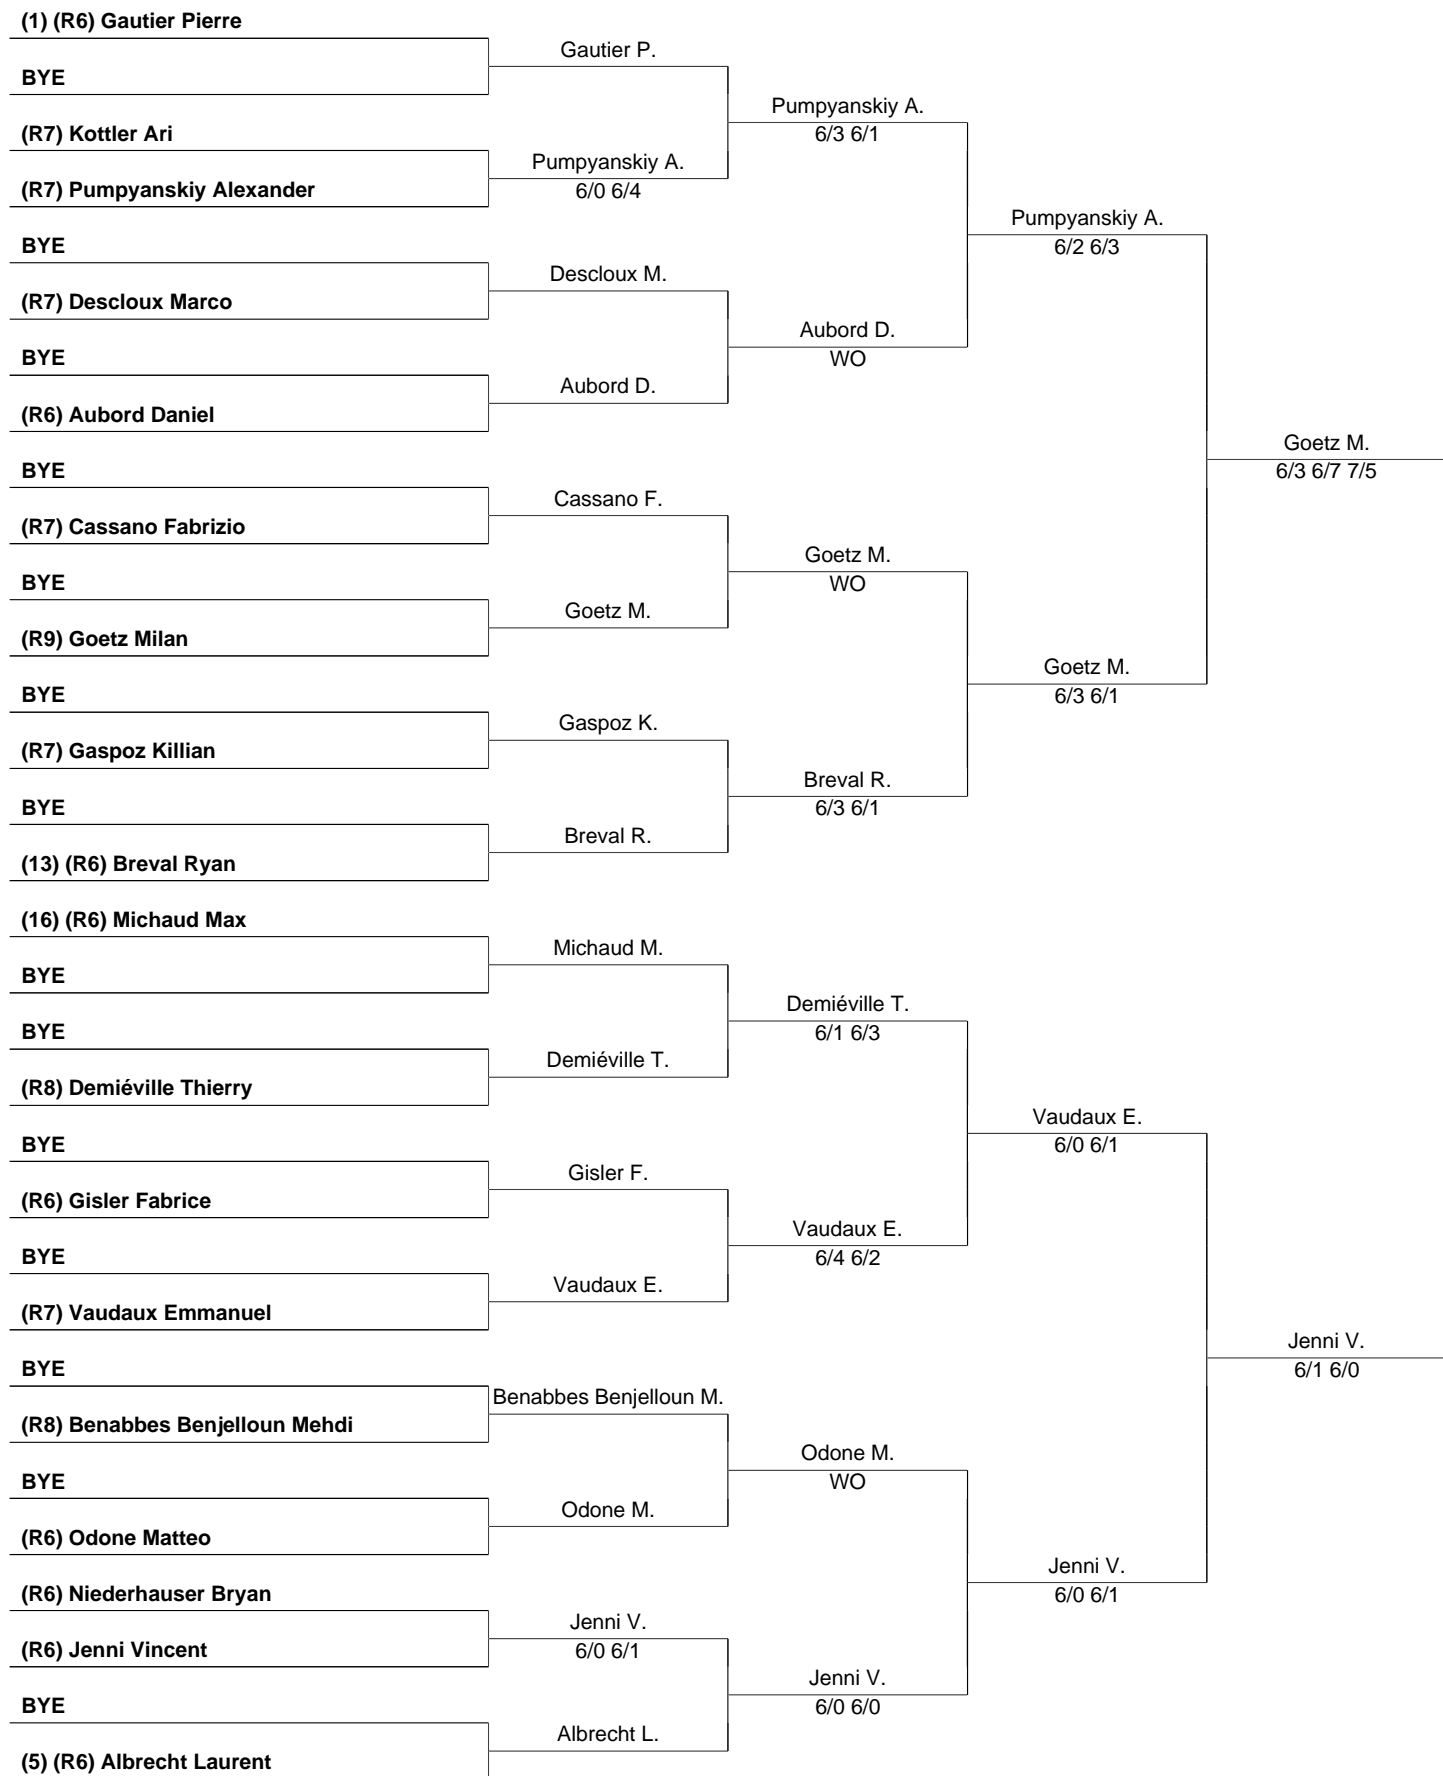 (1) (R6) Gautier Pierre
BYE
(R7) Kottler Ari
(R7) Pumpyanskiy Alexander
BYE
(R7) Descloux Marco
BYE
(R6) Aubord Daniel
BYE
(R7) Cassano Fabrizio
BYE
(R9) Goetz Milan
BYE
(R7) Gaspoz Killian
BYE
(13) (R6) Breval Ryan
(16) (R6) Michaud Max
BYE
BYE
(R8) Demiéville Thierry
BYE
(R6) Gisler Fabrice
BYE
(R7) Vaudaux Emmanuel
BYE
(R8) Benabbes Benjelloun Mehdi
BYE
(R6) Odone Matteo
(R6) Niederhauser Bryan
(R6) Jenni Vincent
BYE
(5) (R6) Albrecht Laurent
Gautier P.
Pumpyanskiy A.
6/0 6/4
Descloux M.
Aubord D.
Cassano F.
Goetz M.
Gaspoz K.
Breval R.
Michaud M.
Demiéville T.
Gisler F.
Vaudaux E.
Benabbes Benjelloun M.
Odone M.
Jenni V.
6/0 6/1
Albrecht L.
Pumpyanskiy A.
6/3 6/1
Aubord D.
WO
Goetz M.
WO
Breval R.
6/3 6/1
Demiéville T.
6/1 6/3
Vaudaux E.
6/4 6/2
Odone M.
WO
Jenni V.
6/0 6/0
Pumpyanskiy A.
6/2 6/3
Goetz M.
6/3 6/1
Vaudaux E.
6/0 6/1
Jenni V.
6/0 6/1
Goetz M.
6/3 6/7 7/5
Jenni V.
6/1 6/0